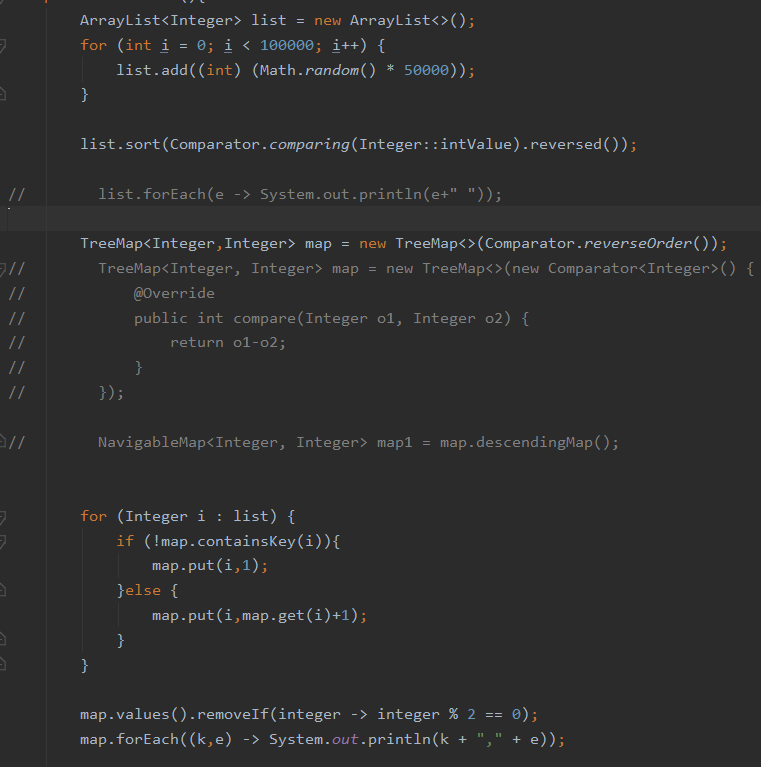 ArrayList<Integer> list = new ArrayList<>();
for (int i = 0; i < 100000; i++) {
list.add((int) (Math.random() * 50000));
}
list.sort(Comparator.comparing(Integer::intValue).reversed());
// list.forEach(e -> System.out.println(e+" "));
TreeMap<Integer,Integer> map = new TreeMap<>(Comparator.reverseOrder());
// TreeMap<Integer, Integer> map = new TreeMap<>(new Comparator<Integer>() {
// @Override
// public int compare(Integer o1, Integer o2) {
// return o1-o2;
// }
// });
// NavigableMap<Integer, Integer> map1 = map.descendingMap();
for (Integer i : list) {
if (!map.containsKey(i)){
map.put(i,1);
}else {
map.put(i,map.get(i)+1);
}
}
map.values().removeIf(integer -> integer % 2 == 0);
map.forEach((k,e) -> System.out.println(k + "," + e));